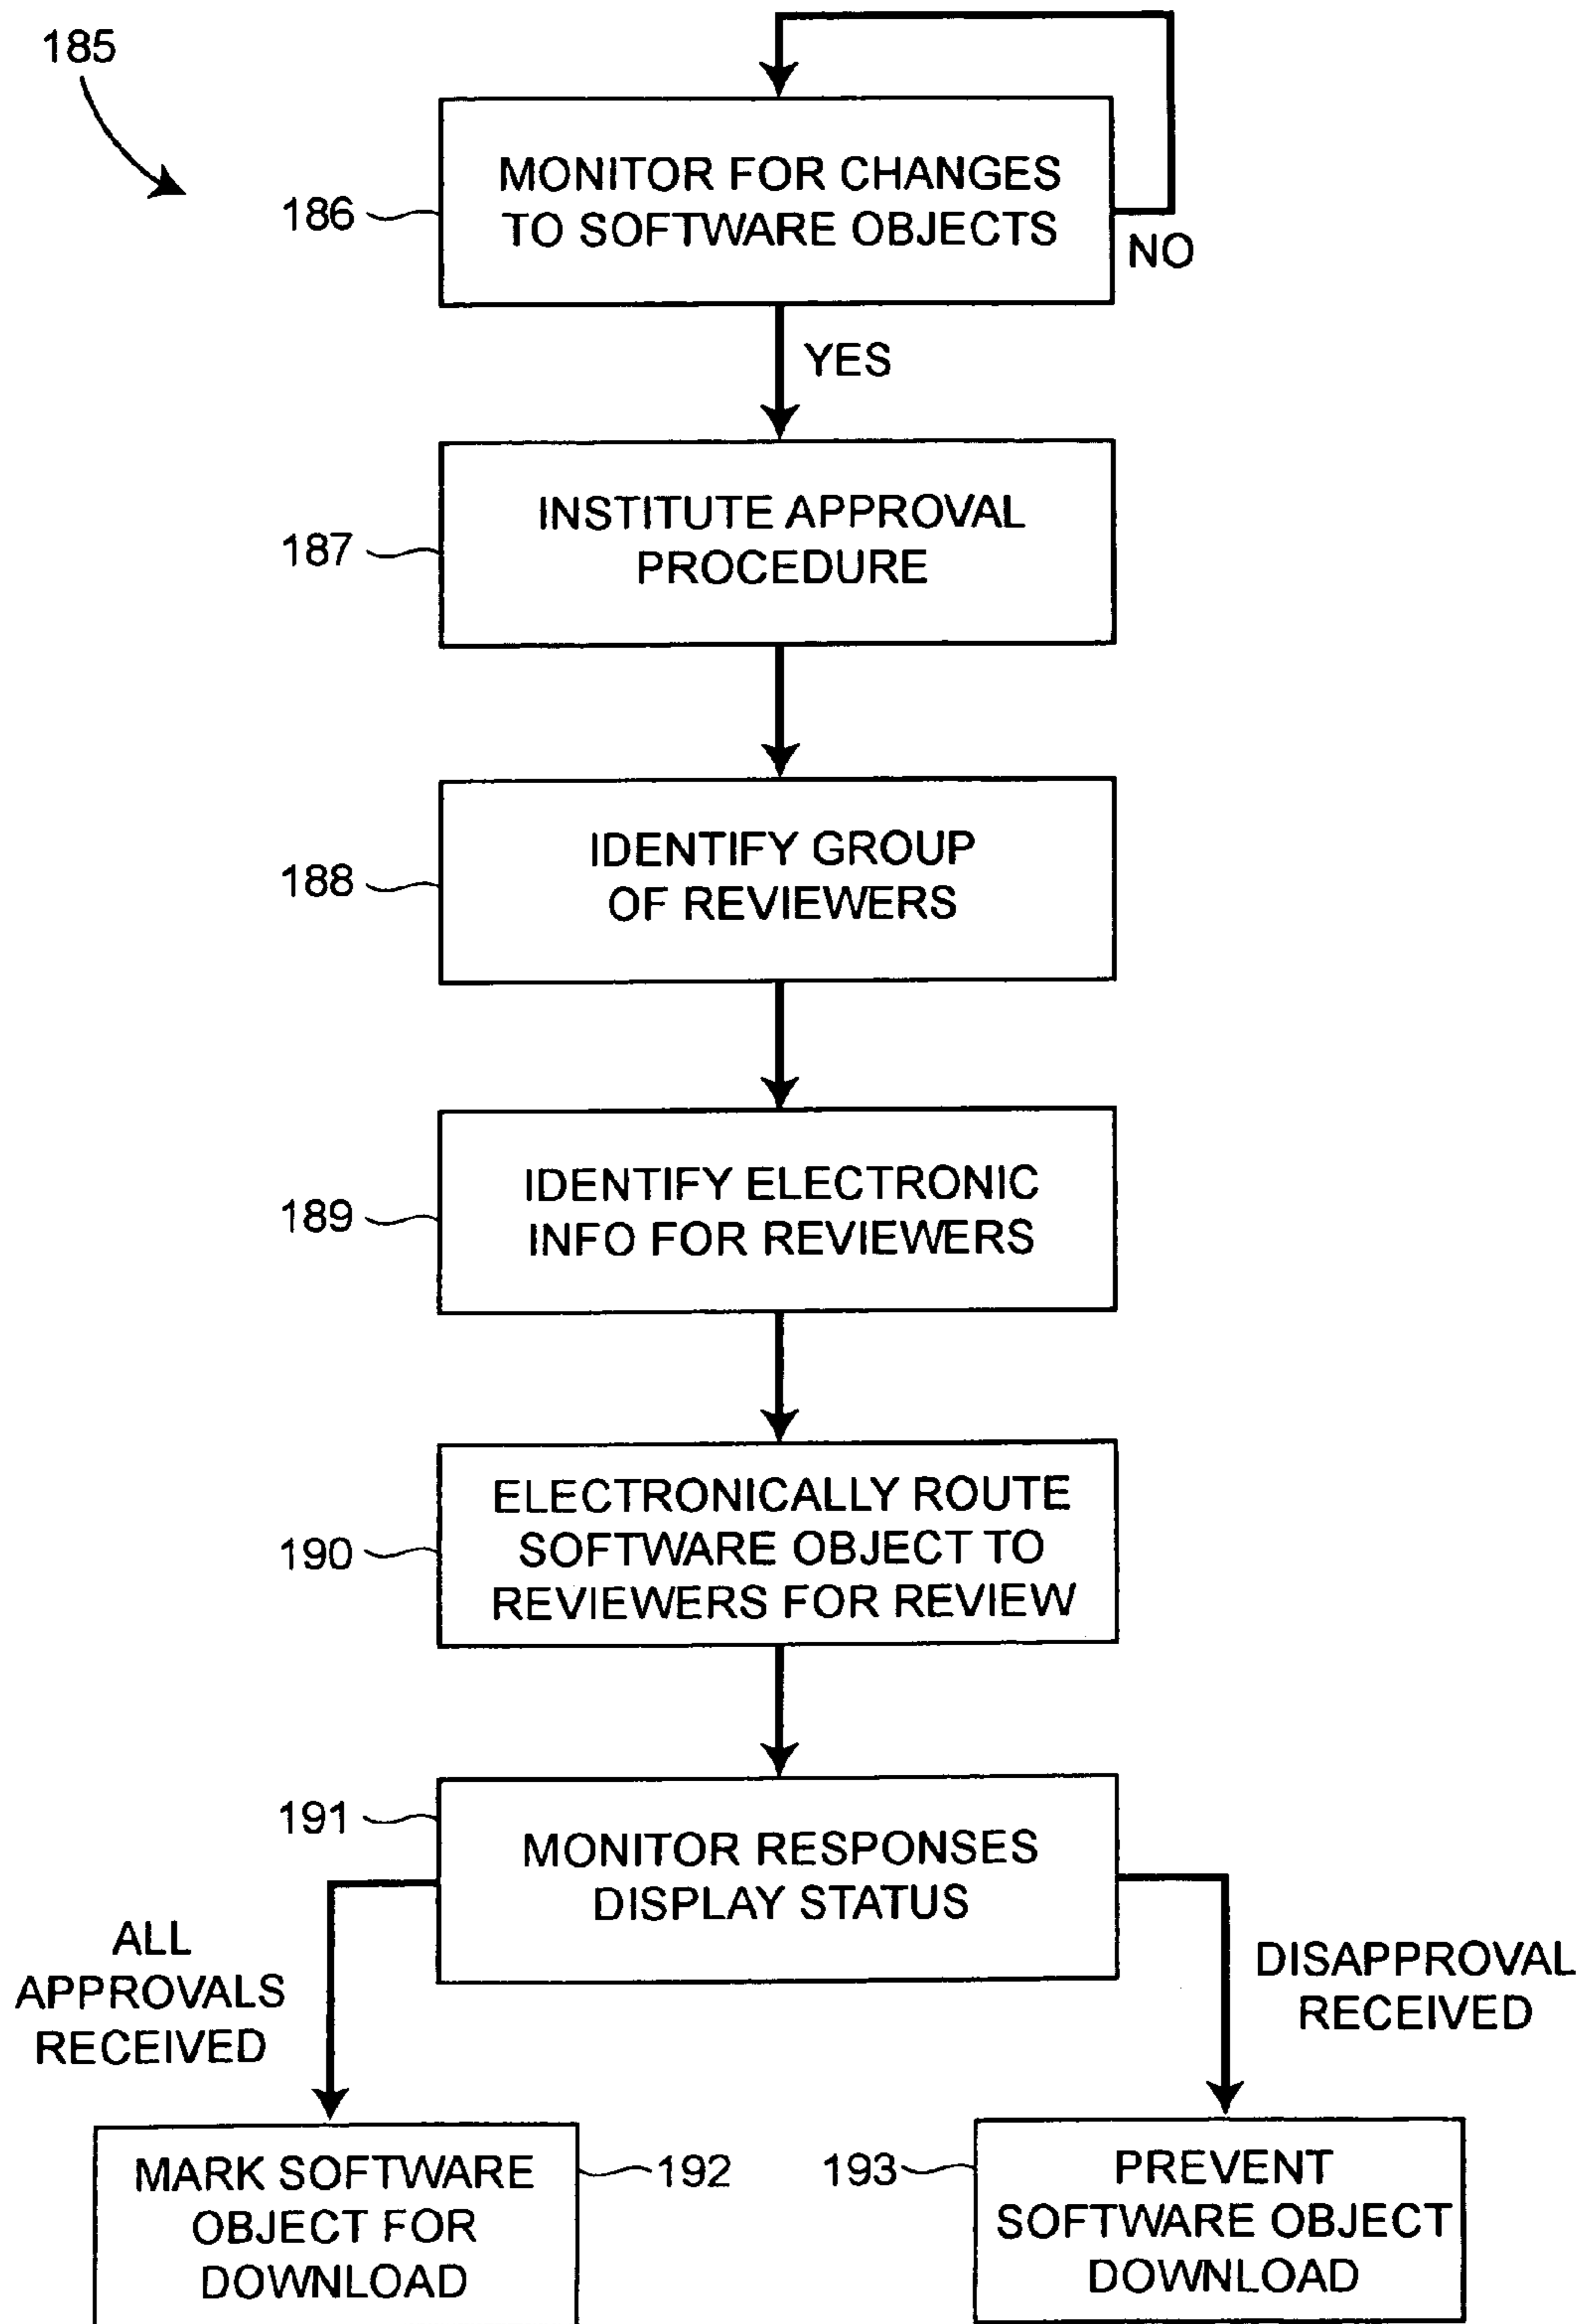 185
MONITOR FOR CHANGES
TO SOFTWARE OBJECTS
186
NO
YES
INSTITUTE APPROVAL
PROCEDURE
187
IDENTIFY GROUP
OF REVIEWERS
188
IDENTIFY ELECTRONIC
INFO FOR REVIEWERS
189
ELECTRONICALLY ROUTE
SOFTWARE OBJECT TO
REVIEWERS FOR REVIEW
190
191
MONITOR RESPONSES
DISPLAY STATUS
ALL
APPROVALS
RECEIVED
DISAPPROVAL
RECEIVED
MARK SOFTWARE
OBJECT FOR
DOWNLOAD
192
193
PREVENT
SOFTWARE OBJECT
DOWNLOAD